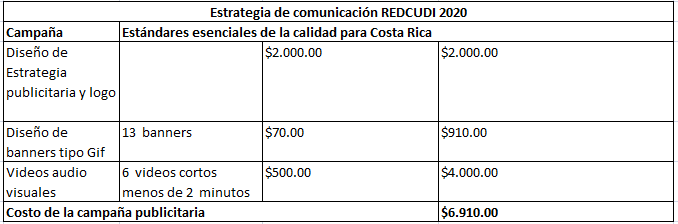 Estrategia de comunicación REDCUDI 2020
Campaña Estándares esenciales de la calidad para Costa Rica
Diseño de $2.000.00 $2.000.00
Estrategia
publicitaria y logo
Diseño de 13 banners $70.00 $910.00
banners tipo Gif
Videos audio 6 videos cortos $500.00 $4.000.00
visuales menos de 2 minutos
Costo de la campaña publicitaria $6.910.00